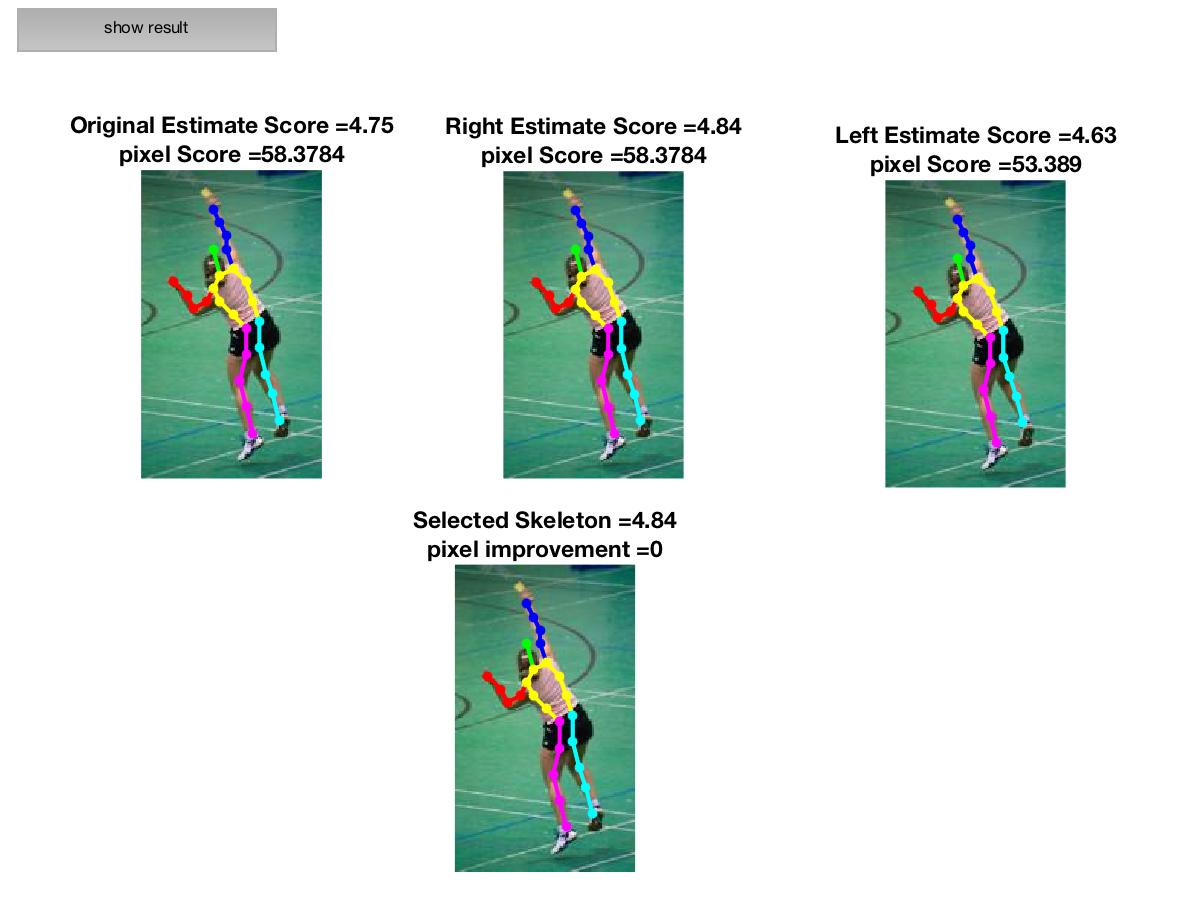 show result
Original Estimate Score =4.75
pixel Score =58.3784
Right Estimate Score =4.84
pixel Score =58.3784
Left Estimate Score =4.63
pixel Score =53.389
Selected Skeleton =4.84
pixel improvement =0